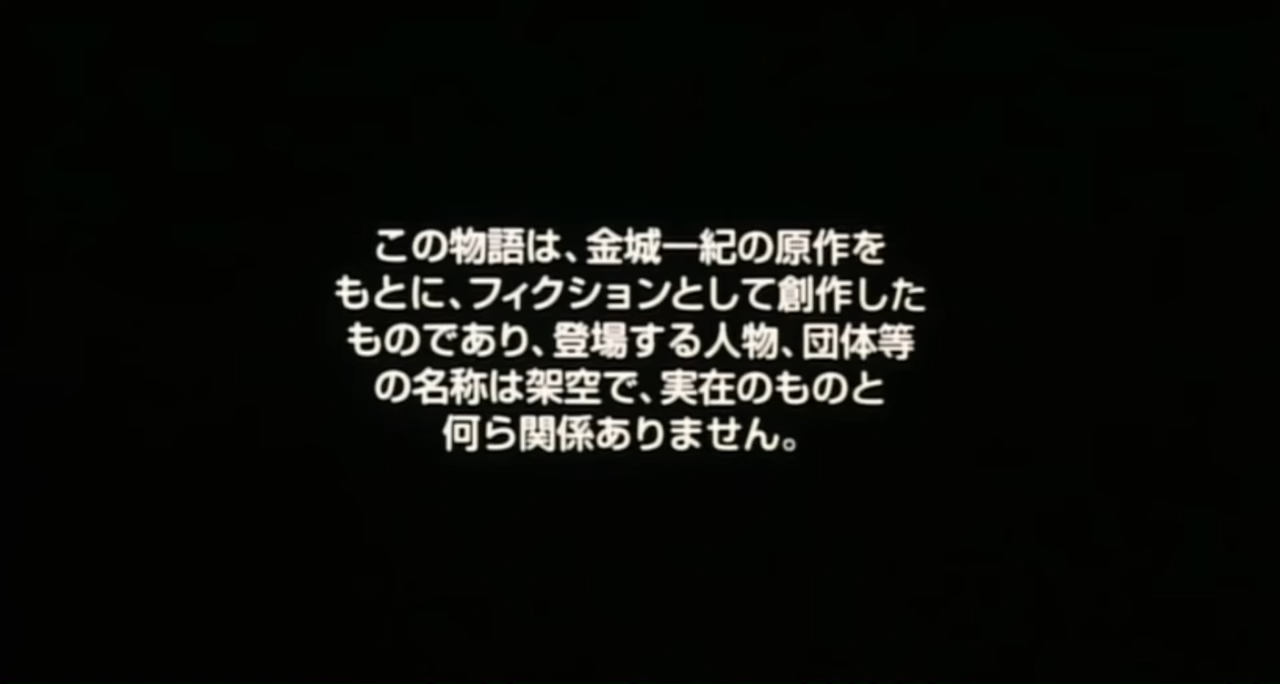 この物語は、金城一紀の原作を
もとに、フィクションとして創作した
ものであり、登場する人物、団体等
の名称は架空で、実在のものと
何ら関係ありません。